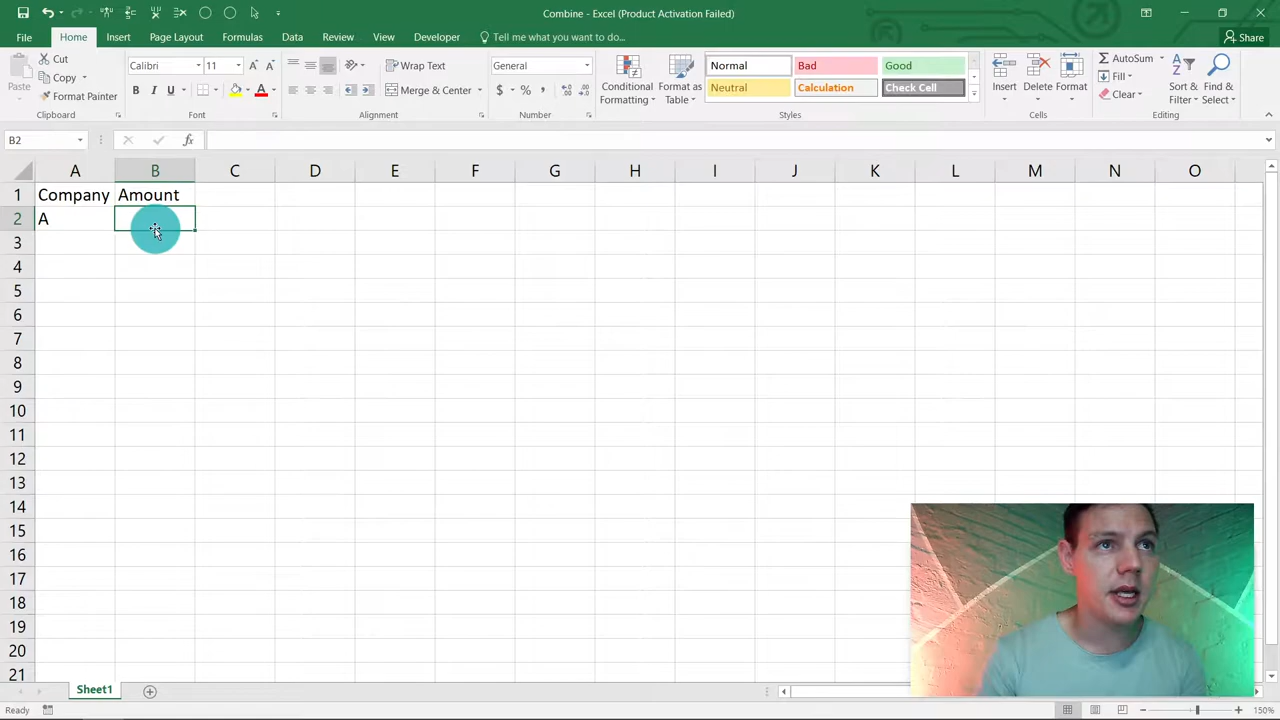 Combine - Excel (Product Activation Failed)
File Home Insert Page Layout Formulas Data Review View Developer Tell me what you want to do... Share
Paste Cut Copy Format Painter Clipboard
Calibri 11 A A B I U A Font
Wrap Text Merge & Center Alignment
General $ % , Number
Conditional Formatting Format as Table
Normal Bad Good
Neutral Calculation Check Cell
Styles
Insert Delete Format Cells
AutoSum Fill Clear Sort & Filter Find & Select Editing
B2 fx
A B C D E F G H I J K L M N O
1 Company Amount
2 A
3
4
5
6
7
8
9
10
11
12
13
14
15
16
17
18
19
20
21
Sheet1
Ready 150%